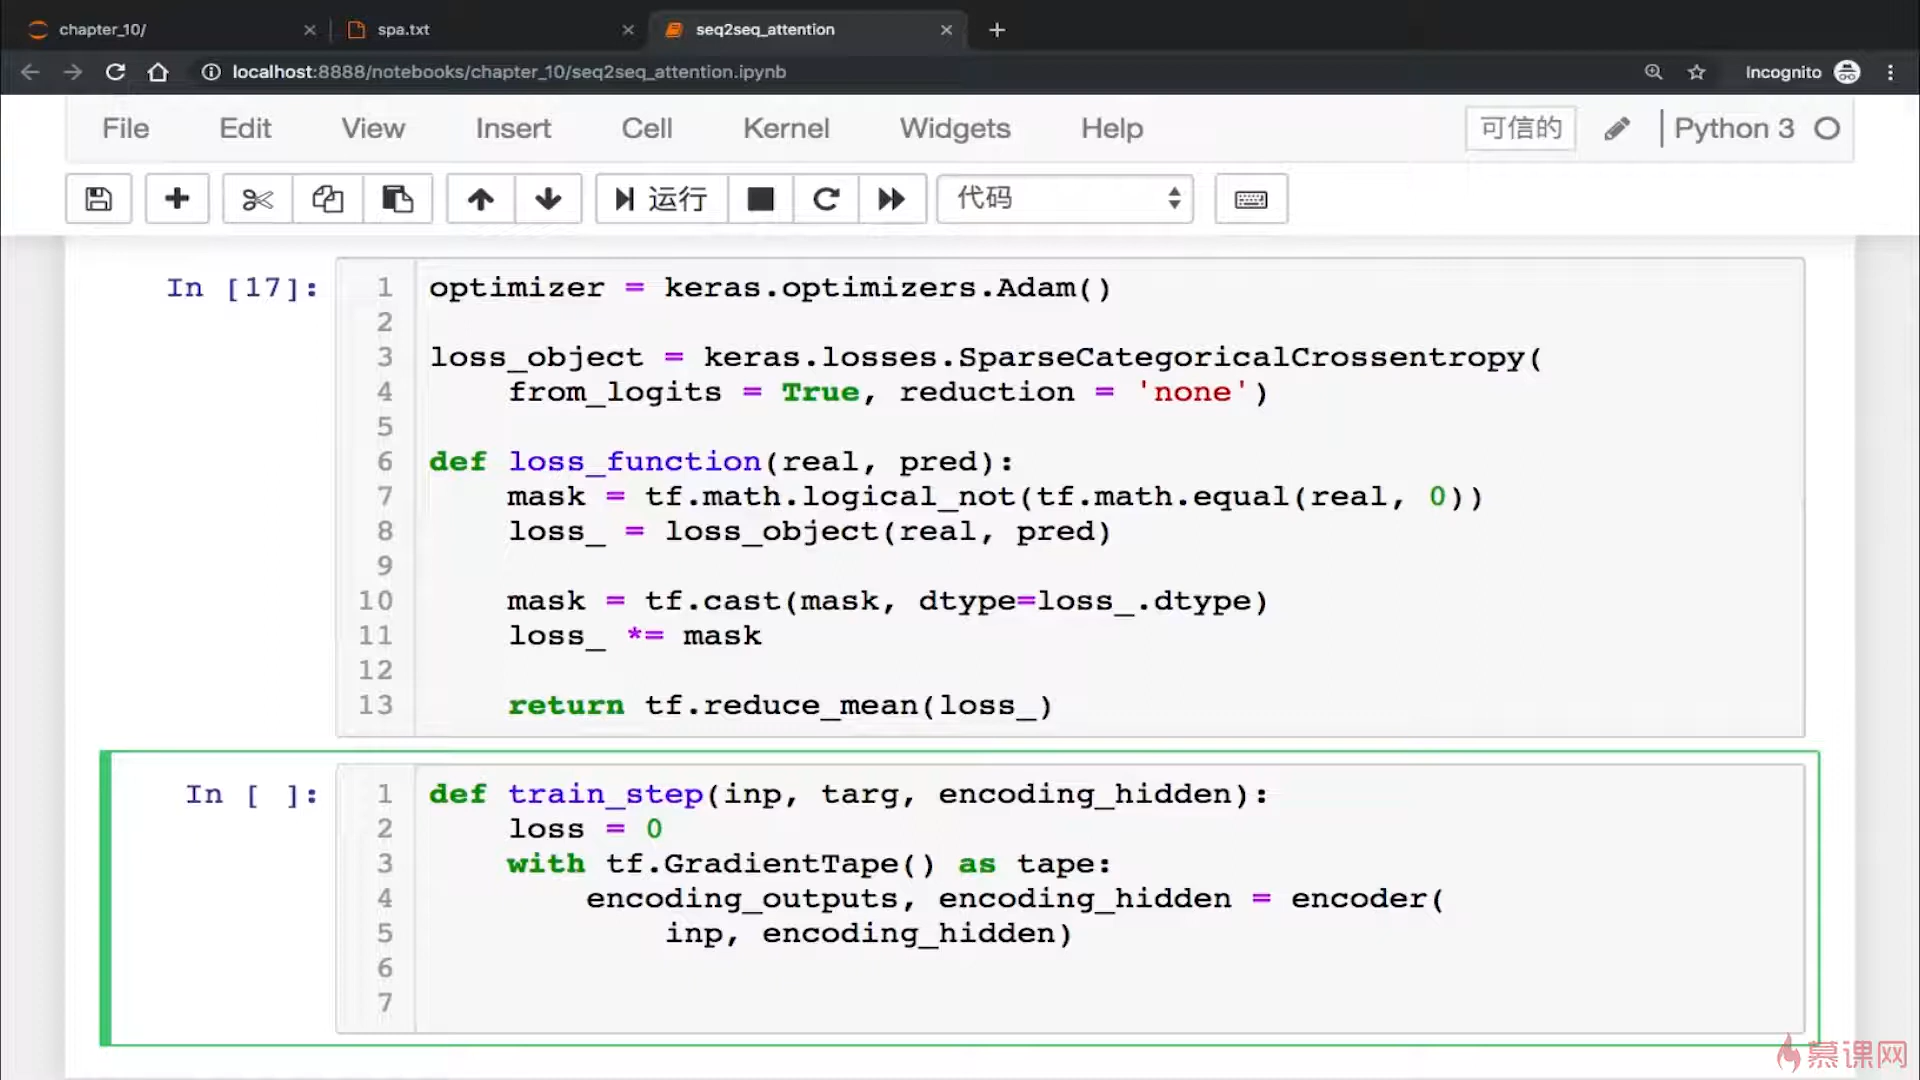 chapter_10/
spa.txt
seq2seq_attention
localhost:8888/notebooks/chapter_10/seq2seq_attention.ipynb
Incognito
File Edit View Insert Cell Kernel Widgets Help 可信的 Python 3
运行 代码
In [17]:
1 optimizer = keras.optimizers.Adam()
2
3 loss_object = keras.losses.SparseCategoricalCrossentropy(
4     from_logits = True, reduction = 'none')
5
6 def loss_function(real, pred):
7     mask = tf.math.logical_not(tf.math.equal(real, 0))
8     loss_ = loss_object(real, pred)
9
10     mask = tf.cast(mask, dtype=loss_.dtype)
11     loss_ *= mask
12
13     return tf.reduce_mean(loss_)
In [ ]:
1 def train_step(inp, targ, encoding_hidden):
2     loss = 0
3     with tf.GradientTape() as tape:
4         encoding_outputs, encoding_hidden = encoder(
5             inp, encoding_hidden)
6
7
慕课网